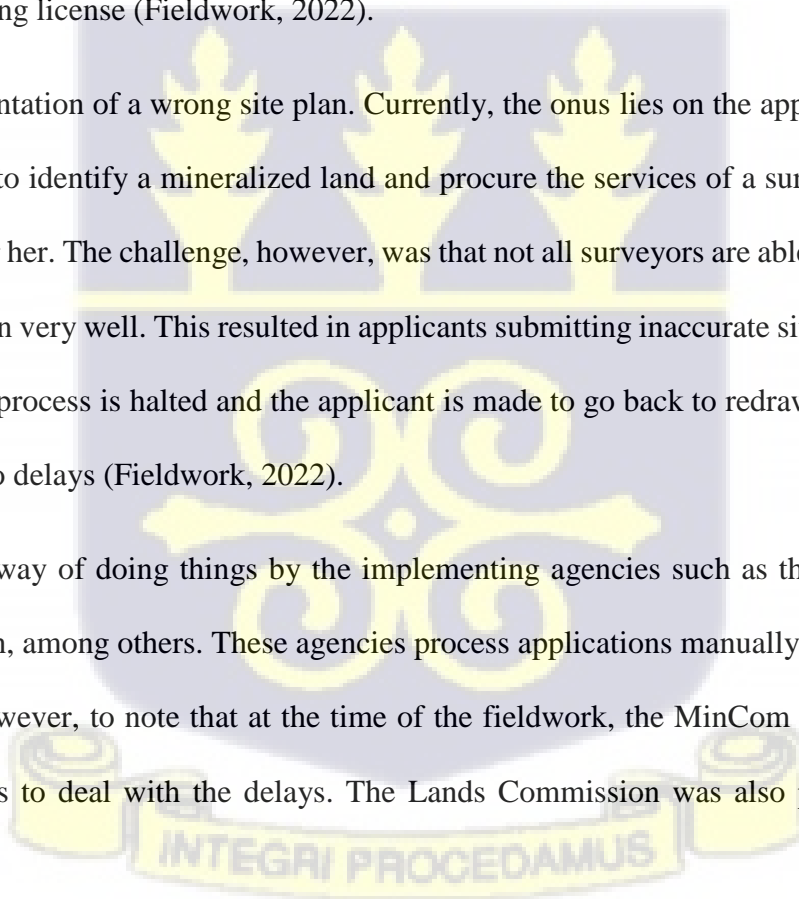 ng license (Fieldwork, 2022).
ntation of a wrong site plan. Currently, the onus lies on the app
to identify a mineralized land and procure the services of a sur
her. The challenge, however, was that not all surveyors are able
n very well. This resulted in applicants submitting inaccurate si
process is halted and the applicant is made to go back to redraw
o delays (Fieldwork, 2022).
way of doing things by the implementing agencies such as th
n, among others. These agencies process applications manually
wever, to note that at the time of the fieldwork, the MinCom
s to deal with the delays. The Lands Commission was also
INTEGRI PROCEDAMUS